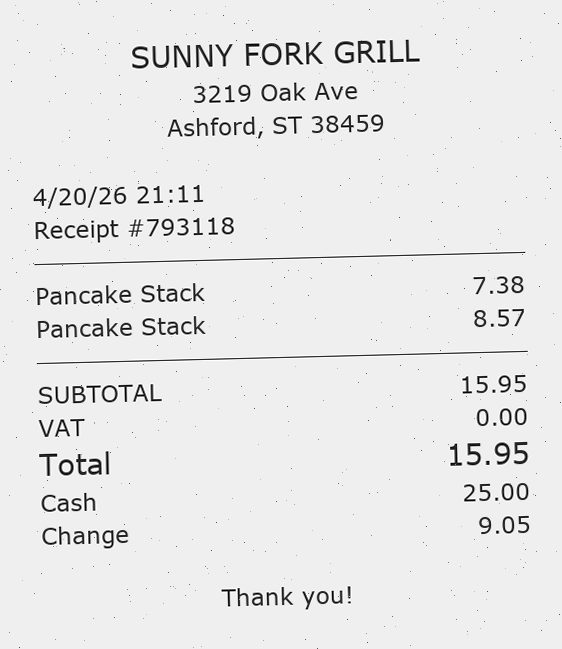 SUNNY FORK GRILL
3219 Oak Ave
Ashford, ST 38459
4/20/26 21:11
Receipt #793118
Pancake Stack 7.38
Pancake Stack 8.57
SUBTOTAL 15.95
VAT 0.00
Total 15.95
Cash 25.00
Change 9.05
Thank you!